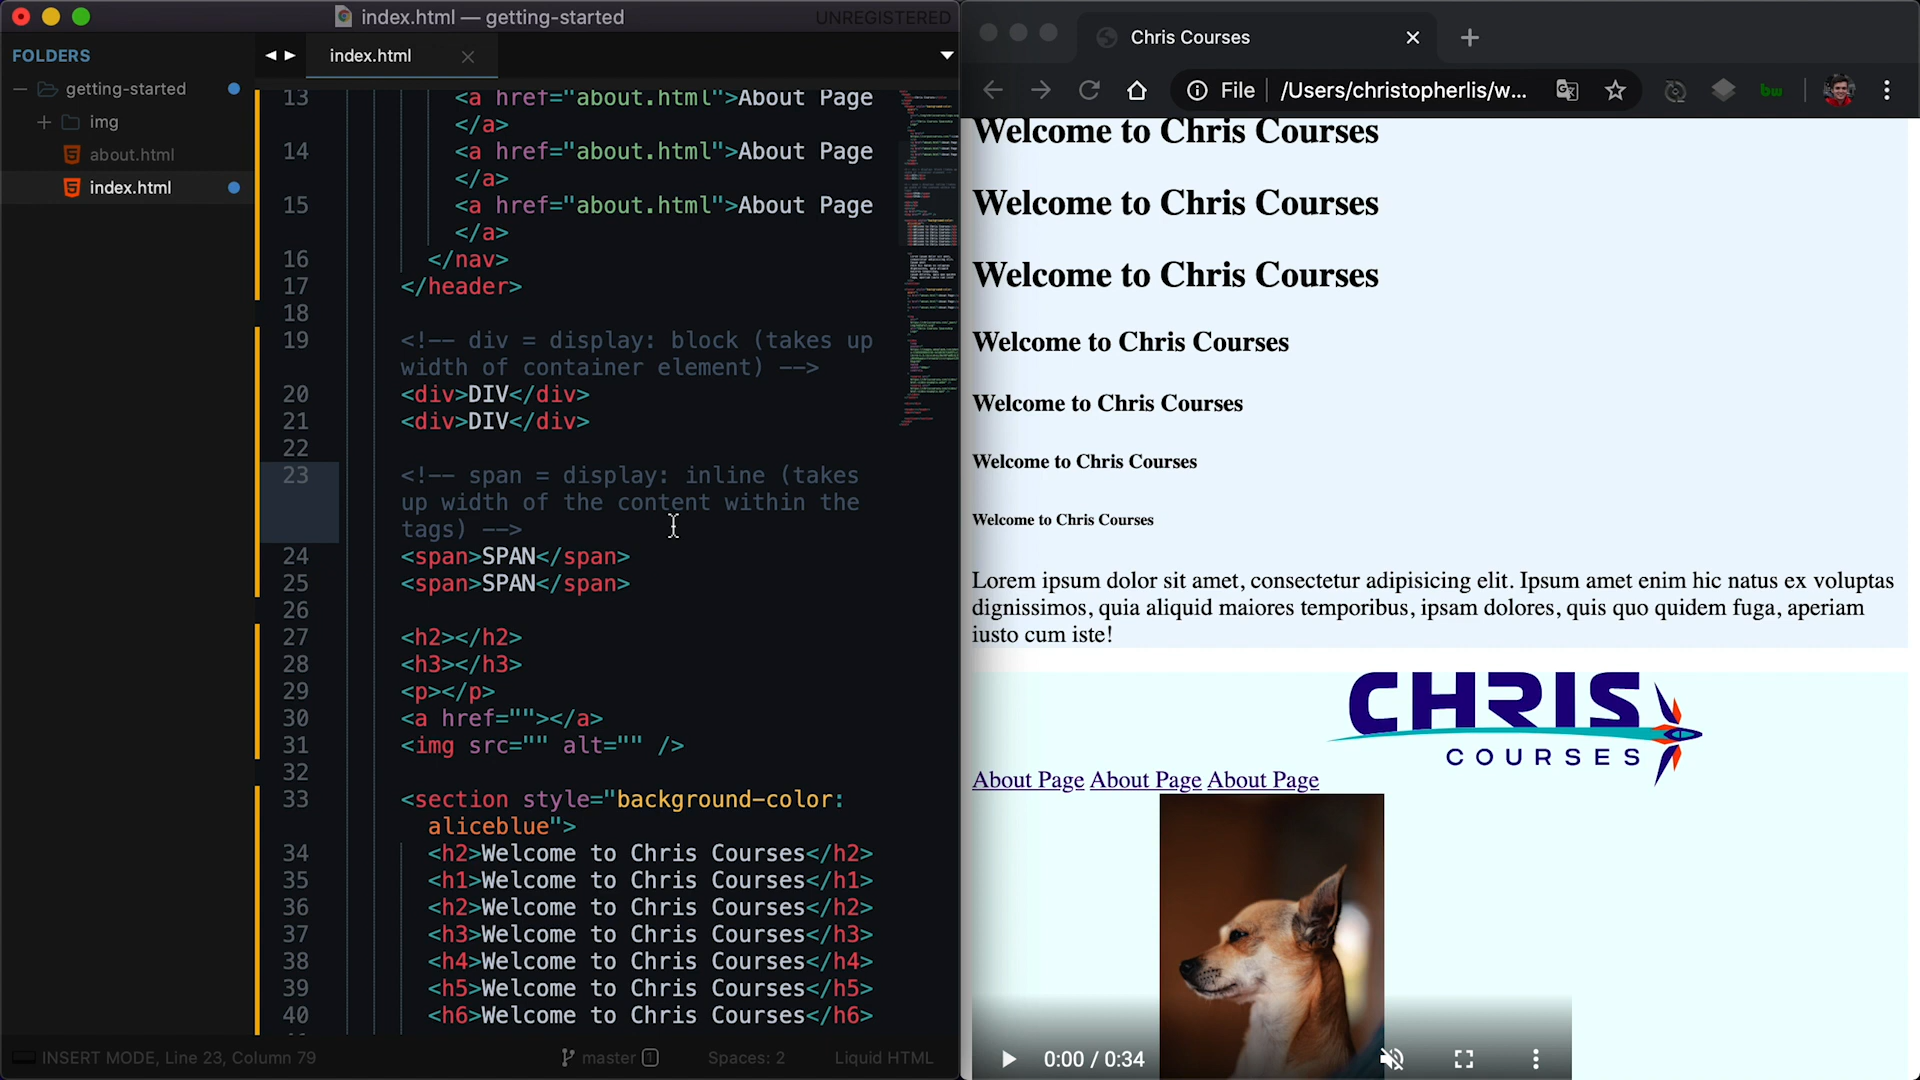 index.html — getting-started
UNREGISTERED
FOLDERS
getting-started
img
about.html
index.html
index.html
13 <a href="about.html">About Page
</a>
14 <a href="about.html">About Page
</a>
15 <a href="about.html">About Page
</a>
16 </nav>
17 </header>
18
19 <!-- div = display: block (takes up
width of container element) -->
20 <div>DIV</div>
21 <div>DIV</div>
22
23 <!-- span = display: inline (takes
up width of the content within the
tags) -->
24 <span>SPAN</span>
25 <span>SPAN</span>
26
27 <h2></h2>
28 <h3></h3>
29 <p></p>
30 <a href=""></a>
31 <img src="" alt="" />
32
33 <section style="background-color:
aliceblue">
34 <h2>Welcome to Chris Courses</h2>
35 <h1>Welcome to Chris Courses</h1>
36 <h2>Welcome to Chris Courses</h2>
37 <h3>Welcome to Chris Courses</h3>
38 <h4>Welcome to Chris Courses</h4>
39 <h5>Welcome to Chris Courses</h5>
40 <h6>Welcome to Chris Courses</h6>
INSERT MODE, Line 23, Column 79
master 1
Spaces: 2
Liquid HTML
Chris Courses
File
/Users/christopherlis/w...
bw
Welcome to Chris Courses
Welcome to Chris Courses
Welcome to Chris Courses
Welcome to Chris Courses
Welcome to Chris Courses
Welcome to Chris Courses
Welcome to Chris Courses
Lorem ipsum dolor sit amet, consectetur adipisicing elit. Ipsum amet enim hic natus ex voluptas
dignissimos, quia aliquid maiores temporibus, ipsam dolores, quis quo quidem fuga, aperiam
iusto cum iste!
CHRIS
COURSES
About Page About Page About Page
0:00 / 0:34